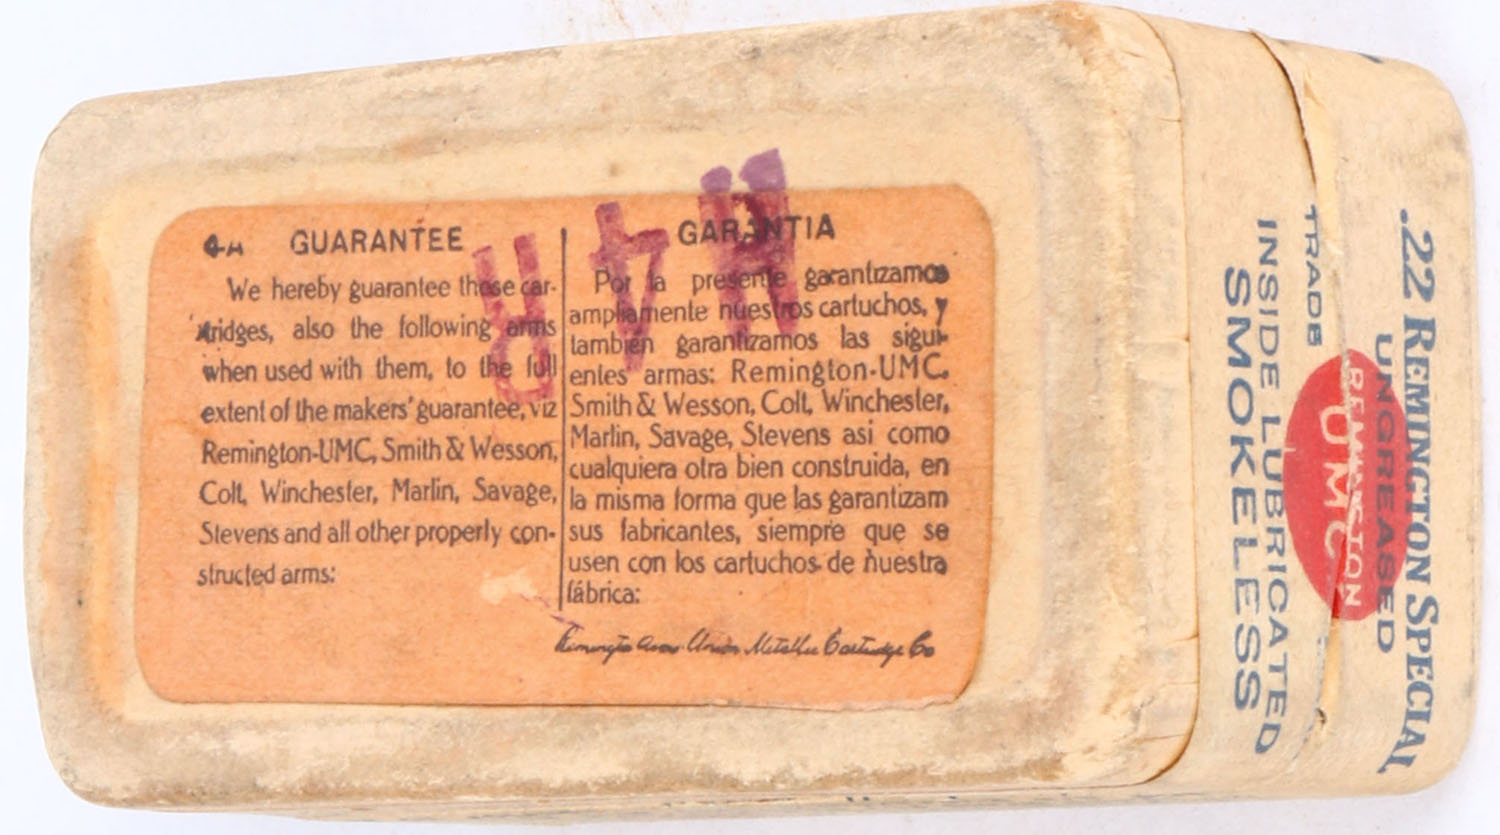 GUARANTEE
We hereby guarantee these car-
tridges, also the following arms
when used with them, to the full
extent of the makers' guarantee, viz
Remington-UMC, Smith & Wesson,
Colt, Winchester, Marlin, Savage,
Stevens and all other properly con-
structed arms:
GARANTIA
Por la presente garantizamos
ampliamente nuestros cartuchos, y
tambien garantizamos las sigui-
entes armas: Remington-UMC.
Smith & Wesson, Colt, Winchester,
Marlin, Savage, Stevens asi como
cualquiera otra bien construida, en
la misma forma que las garantizam
sus fabricantes, siempre que se
usen con los cartuchos de nuestra
fábrica:
Remington Arms-Union Metallic Cartridge Co
.22 REMINGTON SPECIAL
UNGREASED
REMINGTON
UMC
TRADE
INSIDE LUBRICATED
SMOKELESS